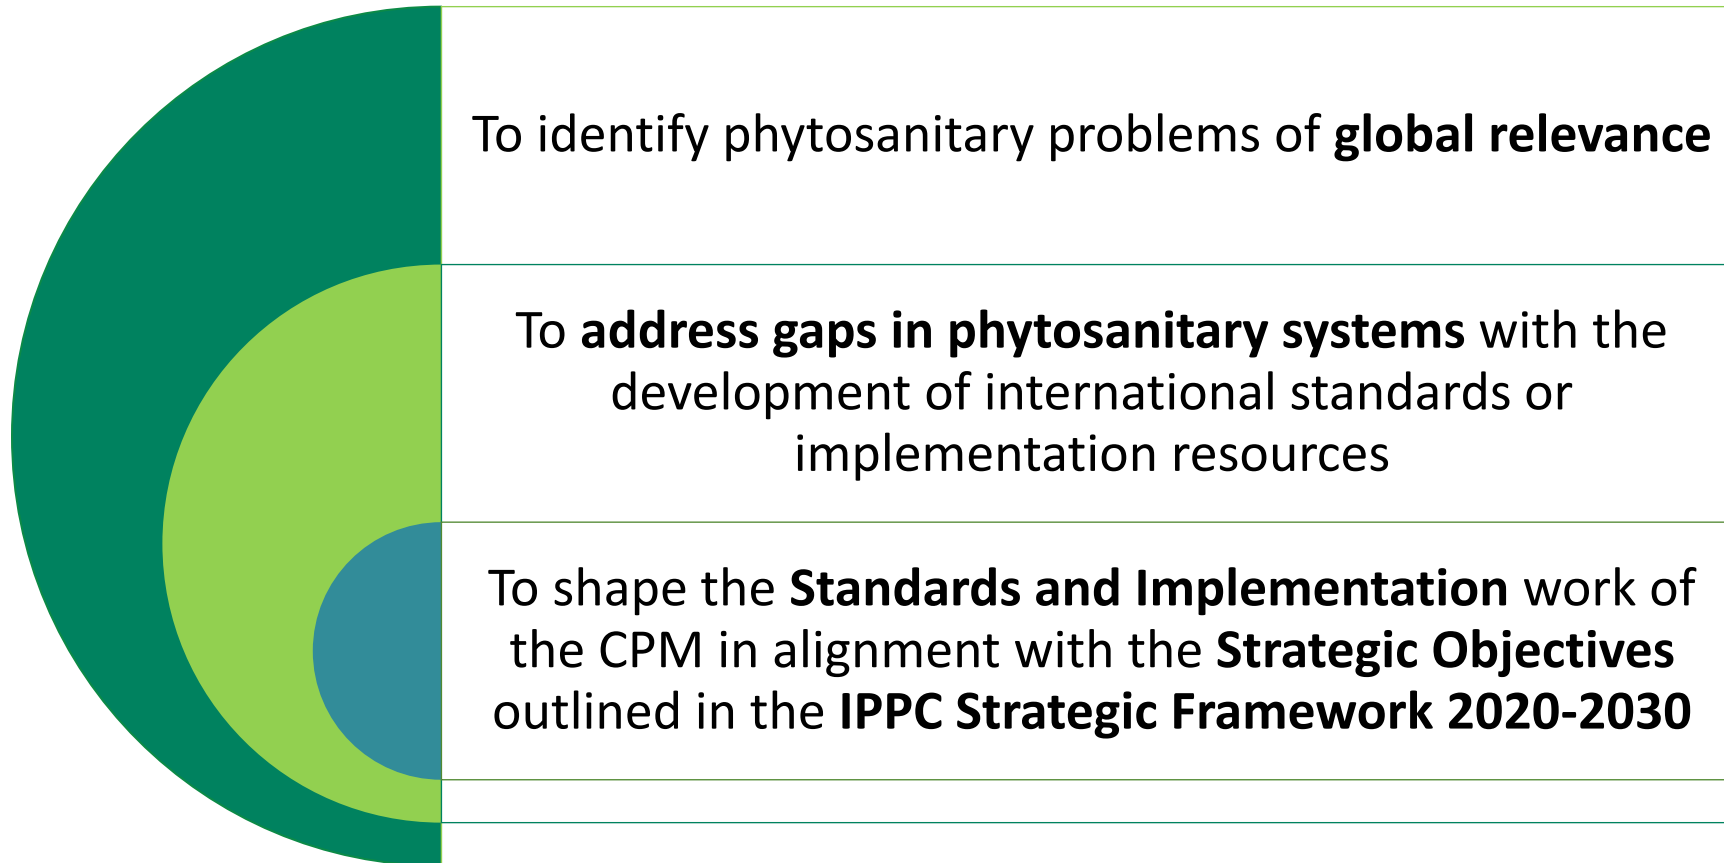 To identify phytosanitary problems of global relevance
To address gaps in phytosanitary systems with the
development of international standards or
implementation resources
To shape the Standards and Implementation work of
the CPM in alignment with the Strategic Objectives
outlined in the IPPC Strategic Framework 2020-2030